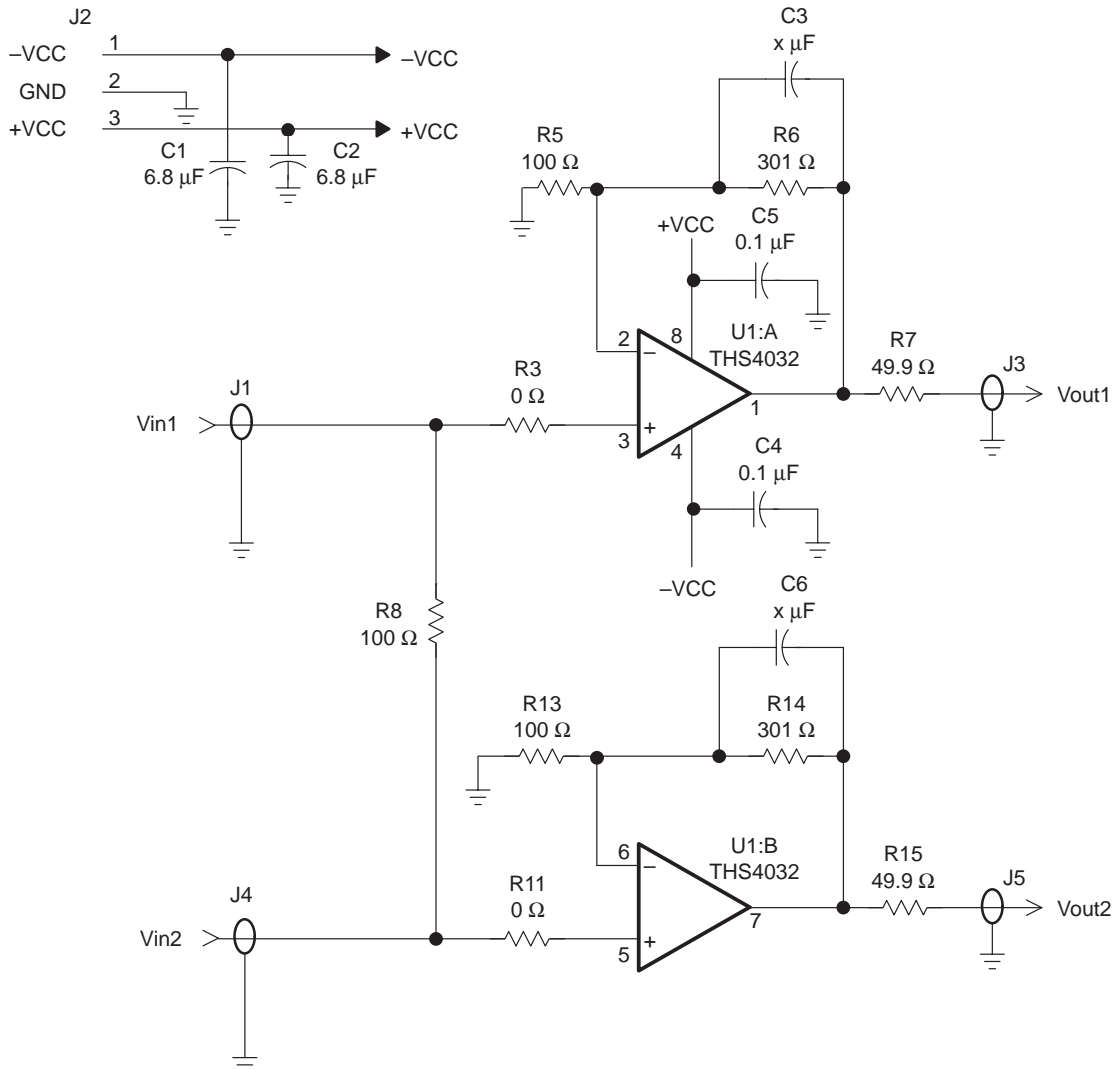 J2
–VCC 1 –VCC
GND 2
+VCC 3 +VCC
C1
6.8 µF
C2
6.8 µF
C3
x µF
R5
100 Ω
R6
301 Ω
C5
0.1 µF
+VCC
U1:A
THS4032
2
–
8
R3
0 Ω
3
+
4
1
R7
49.9 Ω
J3
Vout1
J1
Vin1
C4
0.1 µF
–VCC
R8
100 Ω
C6
x µF
R13
100 Ω
R14
301 Ω
U1:B
THS4032
6
–
R11
0 Ω
5
+
7
R15
49.9 Ω
J5
Vout2
J4
Vin2